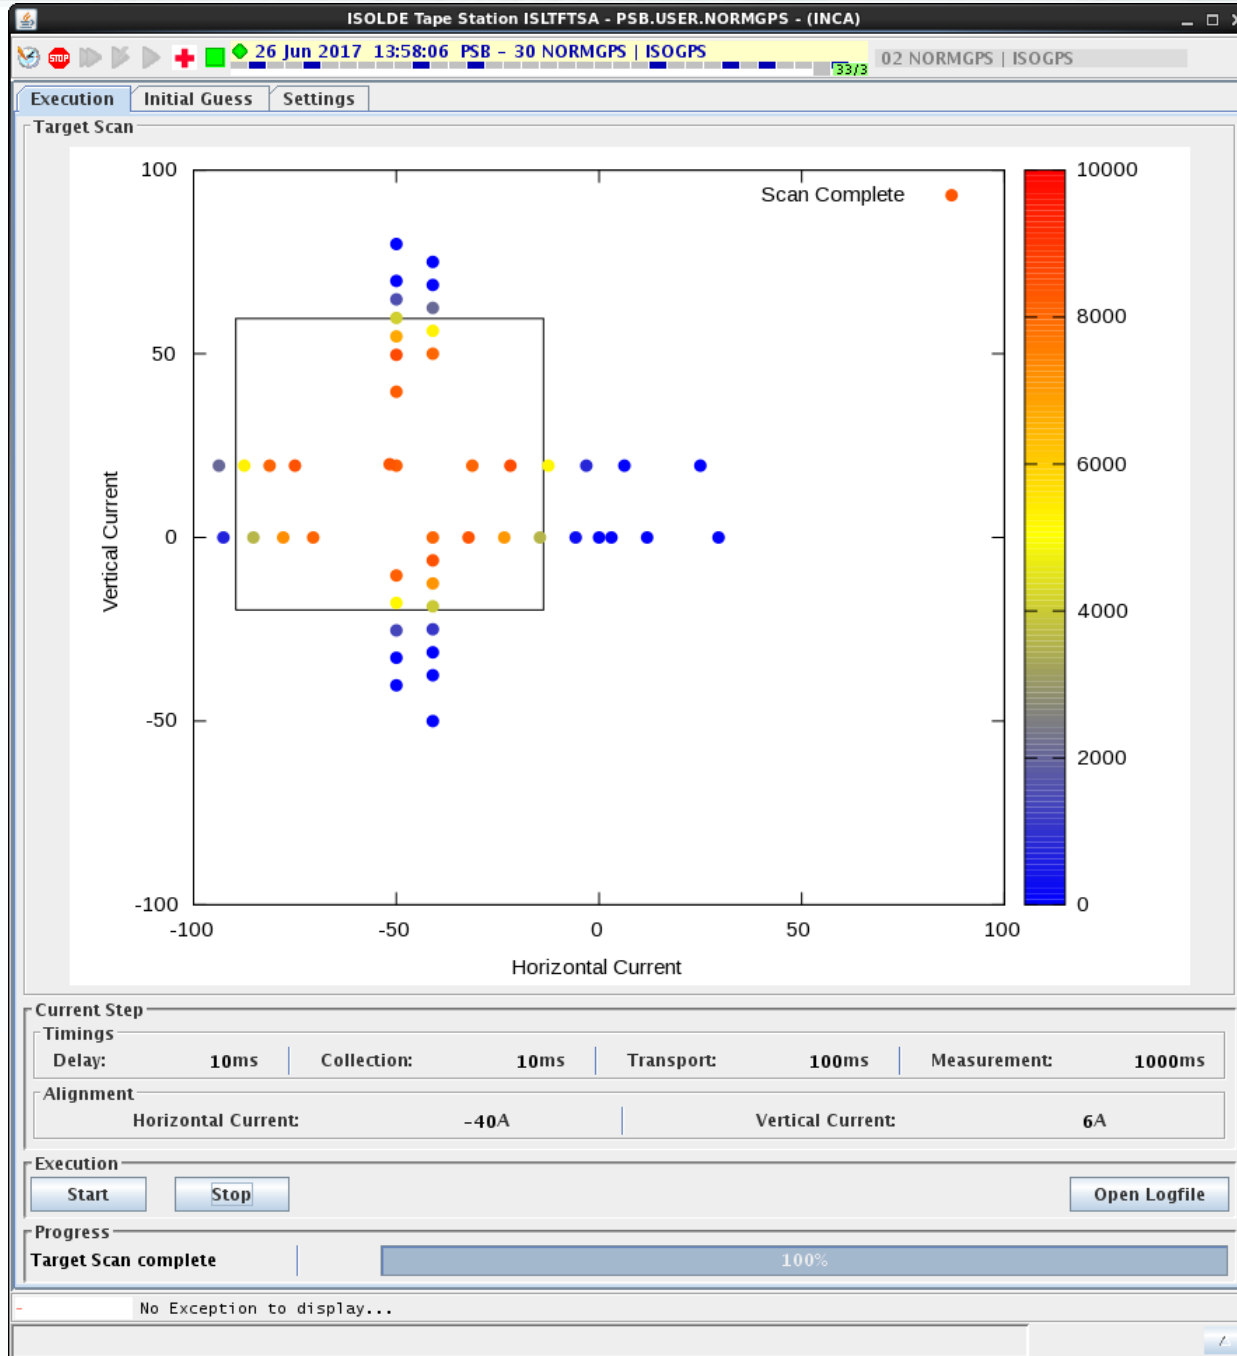 ISOLDE Tape Station ISLTFTSA - PSB.USER.NORMGPS - (INCA)
STOP
26 Jun 2017 13:58:06 PSB - 30 NORMGPS | ISOGPS
33/3
02 NORMGPS | ISOGPS
Execution Initial Guess Settings
Target Scan
Scan Complete
100
50
0
-50
-100
Vertical Current
-100 -50 0 50 100
Horizontal Current
10000
8000
6000
4000
2000
0
Current Step
Timings
Delay: 10ms Collection: 10ms Transport: 100ms Measurement: 1000ms
Alignment
Horizontal Current: -40A Vertical Current: 6A
Execution
Start Stop Open Logfile
Progress
Target Scan complete 100%
- No Exception to display...